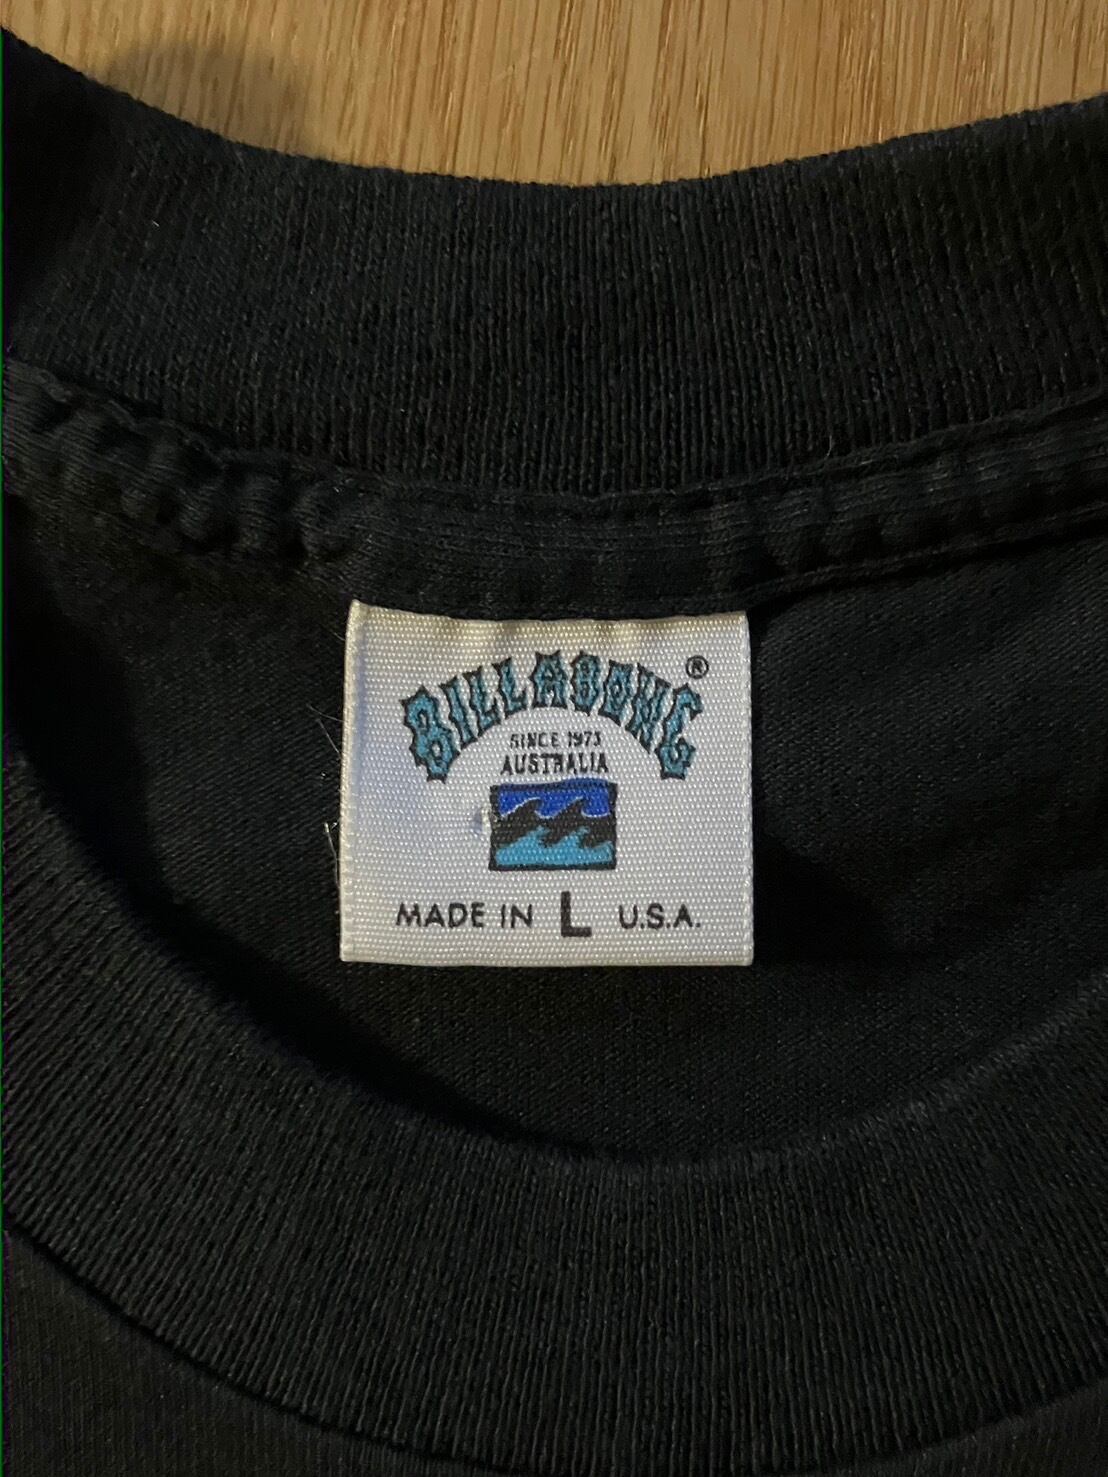 BILLABONG®
SINCE 1973
AUSTRALIA
MADE IN L U.S.A.